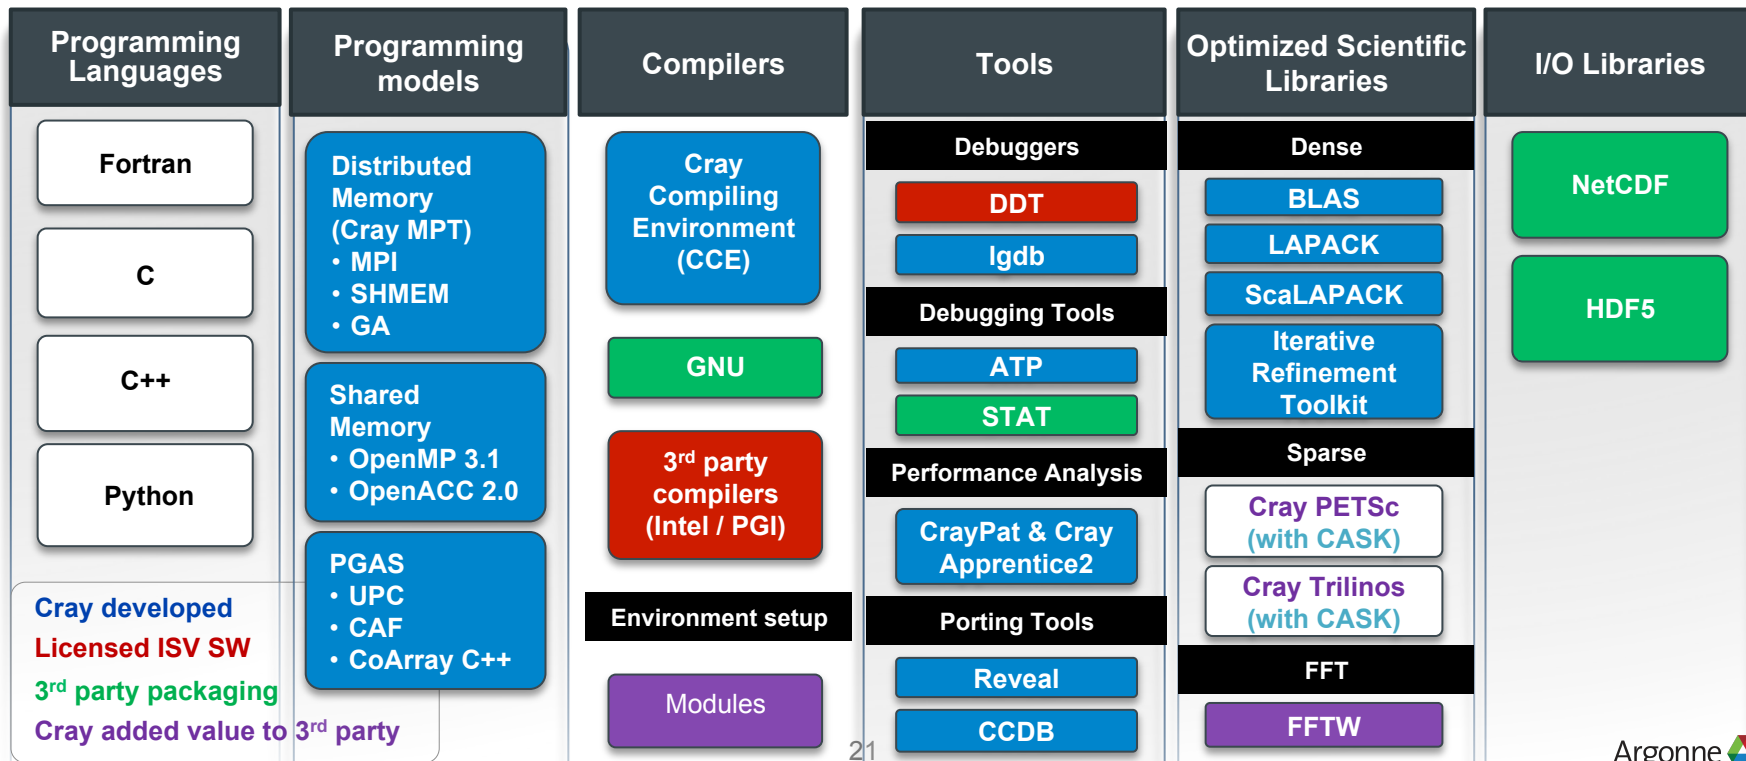 Programming
Languages
Fortran
C
C++
Python
Cray developed
Licensed ISV SW
3rd party packaging
Cray added value to 3rd party
Programming
models
Distributed
Memory
(Cray MPT)
• MPI
• SHMEM
• GA
Shared
Memory
• OpenMP 3.1
• OpenACC 2.0
PGAS
• UPC
• CAF
• CoArray C++
Compilers
Cray
Compiling
Environment
(CCE)
GNU
3rd party
compilers
(Intel / PGI)
Environment setup
Modules
Tools
Debuggers
DDT
lgdb
Debugging Tools
ATP
STAT
Performance Analysis
CrayPat & Cray
Apprentice2
Porting Tools
Reveal
CCDB
Optimized Scientific
Libraries
Dense
BLAS
LAPACK
ScaLAPACK
Iterative
Refinement
Toolkit
Sparse
Cray PETSc
(with CASK)
Cray Trilinos
(with CASK)
FFT
FFTW
I/O Libraries
NetCDF
HDF5
21
Argonne